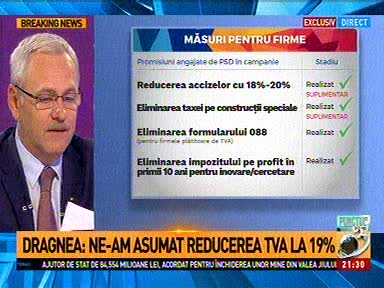 BREAKING NEWS
EXCLUSIV DIRECT
MĂSURI PENTRU FIRME
Promisiuni angajate de PSD în campanie Stadiu
Reducerea accizelor cu 18%-20% Realizat
SUPLIMENTAR
Eliminarea taxei pe construcții speciale Realizat
SUPLIMENTAR
Eliminarea formularului 088 Realizat
(pentru firmele plătitoare de TVA)
Eliminarea impozitului pe profit în Realizat
primii 10 ani pentru inovare/cercetare
DRAGNEA: NE-AM ASUMAT REDUCEREA TVA LA 19%
AJUTOR DE STAT DE 84,554 MILIOANE LEI, ACORDAT PENTRU ÎNCHIDEREA UNOR MINE DIN VALEA JIULUI
21:30